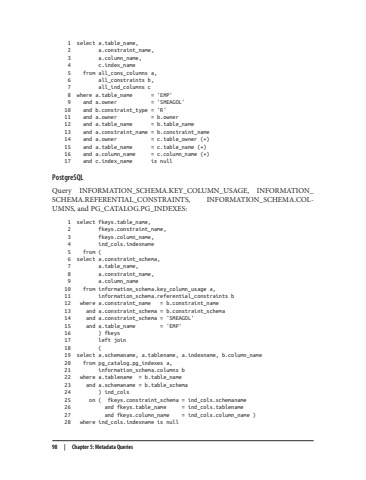 1 select a.table_name,
2 a.constraint_name,
3 a.column_name,
4 c.index_name
5 from all_cons_columns a,
6 all_constraints b,
7 all_ind_columns c
8 where a.table_name = 'EMP'
9 and a.owner = 'SMEAGOL'
10 and b.constraint_type = 'R'
11 and a.owner = b.owner
12 and a.table_name = b.table_name
13 and a.constraint_name = b.constraint_name
14 and a.owner = c.table_owner (+)
15 and a.table_name = c.table_name (+)
16 and a.column_name = c.column_name (+)
17 and c.index_name is null
PostgreSQL
Query INFORMATION_SCHEMA.KEY_COLUMN_USAGE, INFORMATION_
SCHEMA.REFERENTIAL_CONSTRAINTS, INFORMATION_SCHEMA.COL-
UMNS, and PG_CATALOG.PG_INDEXES:
1 select fkeys.table_name,
2 fkeys.constraint_name,
3 fkeys.column_name,
4 ind_cols.indexname
5 from (
6 select a.constraint_schema,
7 a.table_name,
8 a.constraint_name,
9 a.column_name
10 from information_schema.key_column_usage a,
11 information_schema.referential_constraints b
12 where a.constraint_name = b.constraint_name
13 and a.constraint_schema = b.constraint_schema
14 and a.constraint_schema = 'SMEAGOL'
15 and a.table_name = 'EMP'
16 ) fkeys
17 left join
18 (
19 select a.schemaname, a.tablename, a.indexname, b.column_name
20 from pg_catalog.pg_indexes a,
21 information_schema.columns b
22 where a.tablename = b.table_name
23 and a.schemaname = b.table_schema
24 ) ind_cols
25 on ( fkeys.constraint_schema = ind_cols.schemaname
26 and fkeys.table_name = ind_cols.tablename
27 and fkeys.column_name = ind_cols.column_name )
28 where ind_cols.indexname is null
98 | Chapter 5: Metadata Queries